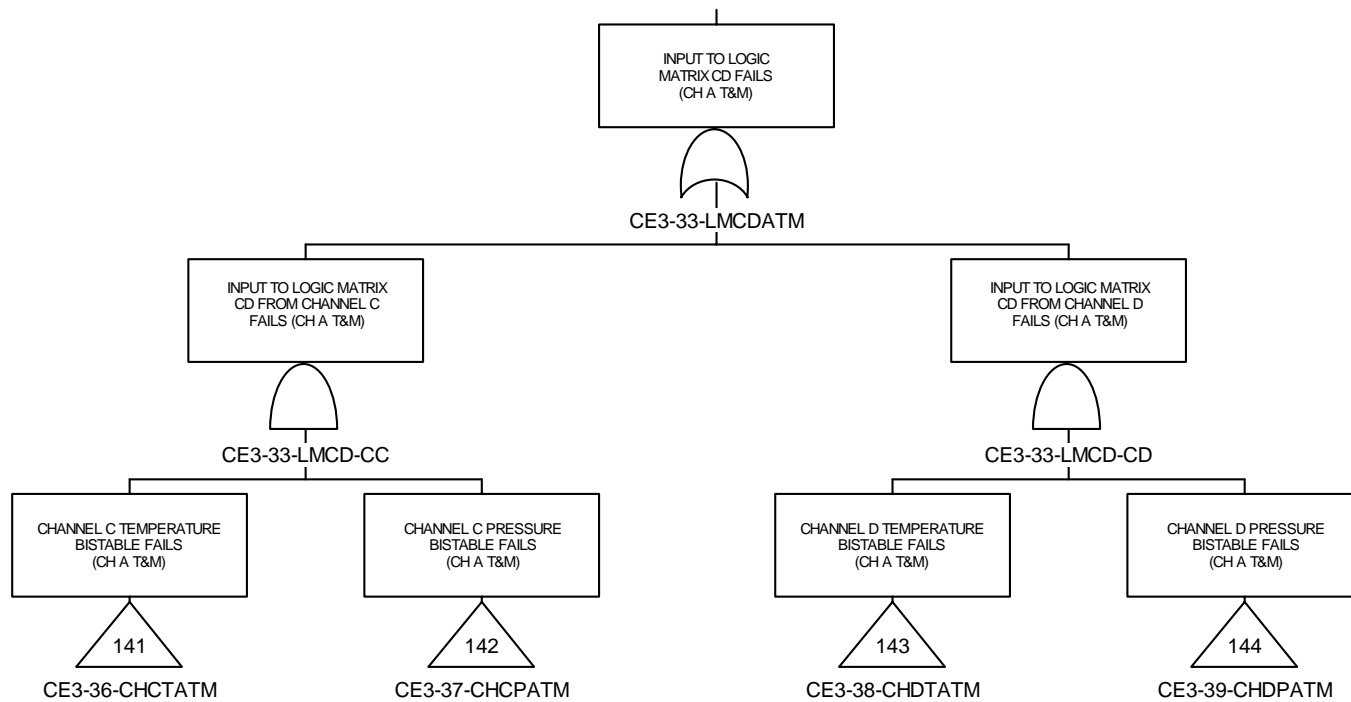 INPUT TO LOGIC
MATRIX CD FAILS
(CH A T&M)
CE3-33-LMCDATM
INPUT TO LOGIC MATRIX
CD FROM CHANNEL C
FAILS (CH A T&M)
INPUT TO LOGIC MATRIX
CD FROM CHANNEL D
FAILS (CH A T&M)
CE3-33-LMCD-CC
CE3-33-LMCD-CD
CHANNEL C TEMPERATURE
BISTABLE FAILS
(CH A T&M)
CHANNEL C PRESSURE
BISTABLE FAILS
(CH A T&M)
CHANNEL D TEMPERATURE
BISTABLE FAILS
(CH A T&M)
CHANNEL D PRESSURE
BISTABLE FAILS
(CH A T&M)
141
142
143
144
CE3-36-CHCTATM
CE3-37-CHCPATM
CE3-38-CHDTATM
CE3-39-CHDPATM